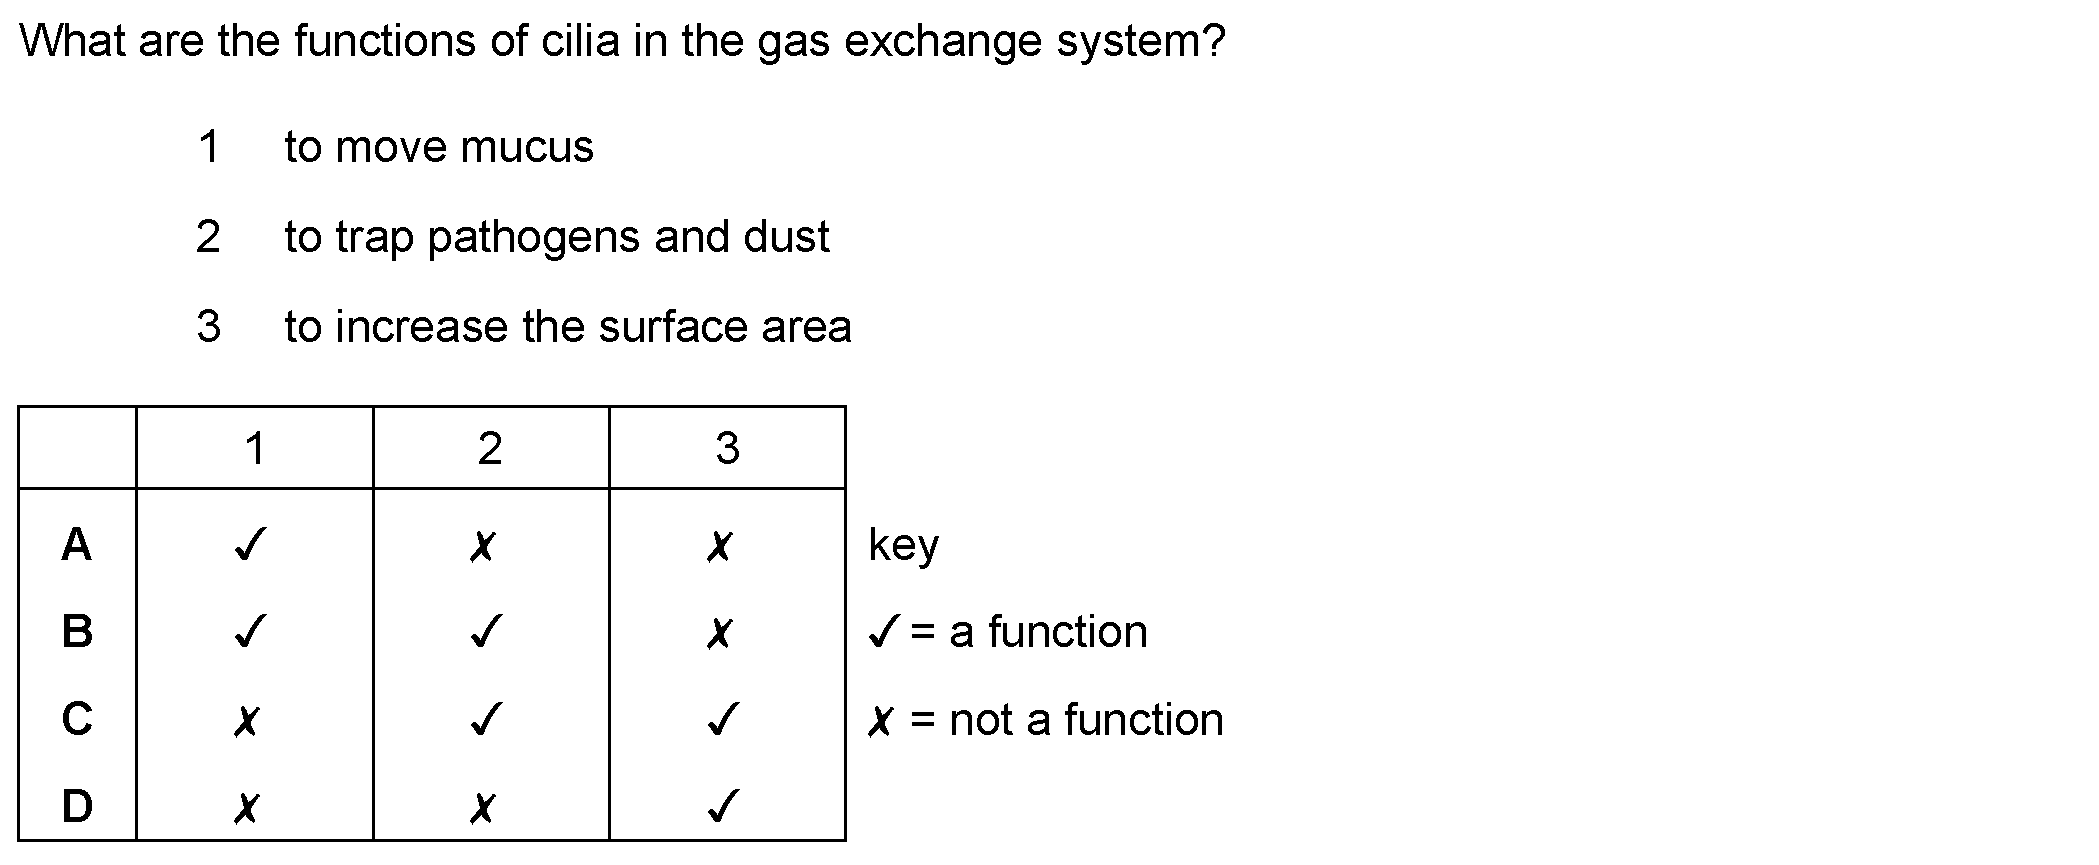 What are the functions of cilia in the gas exchange system?
1 to move mucus
2 to trap pathogens and dust
3 to increase the surface area
1 2 3
A ✓ ✗ ✗ key
B ✓ ✓ ✗ ✓ = a function
C ✗ ✓ ✓ ✗ = not a function
D ✗ ✗ ✓